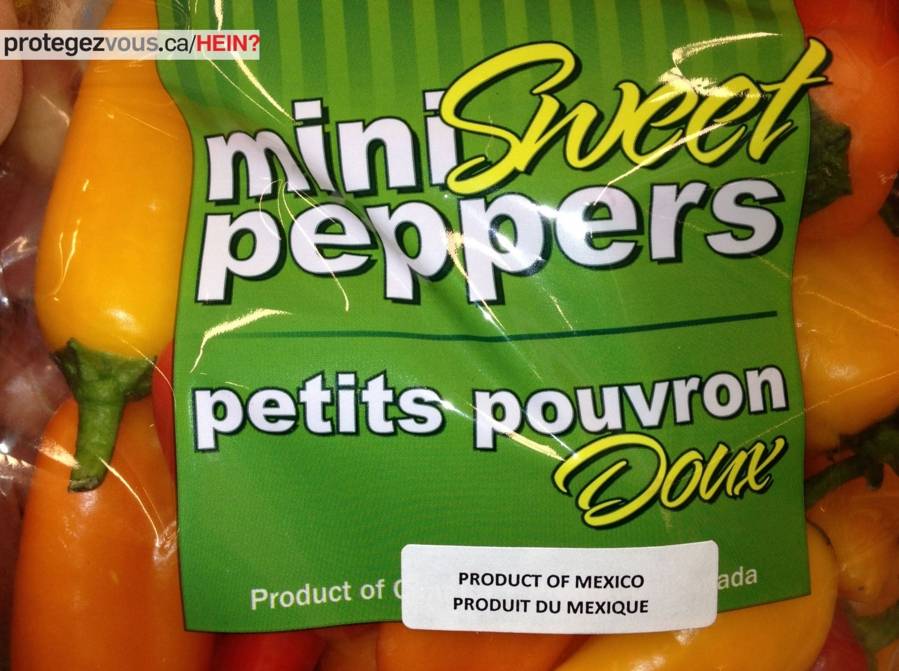 protegezvous.ca/HEIN?
mini Sweet
peppers
petits pouvron
Doux
Product of
ada
PRODUCT OF MEXICO
PRODUIT DU MEXIQUE